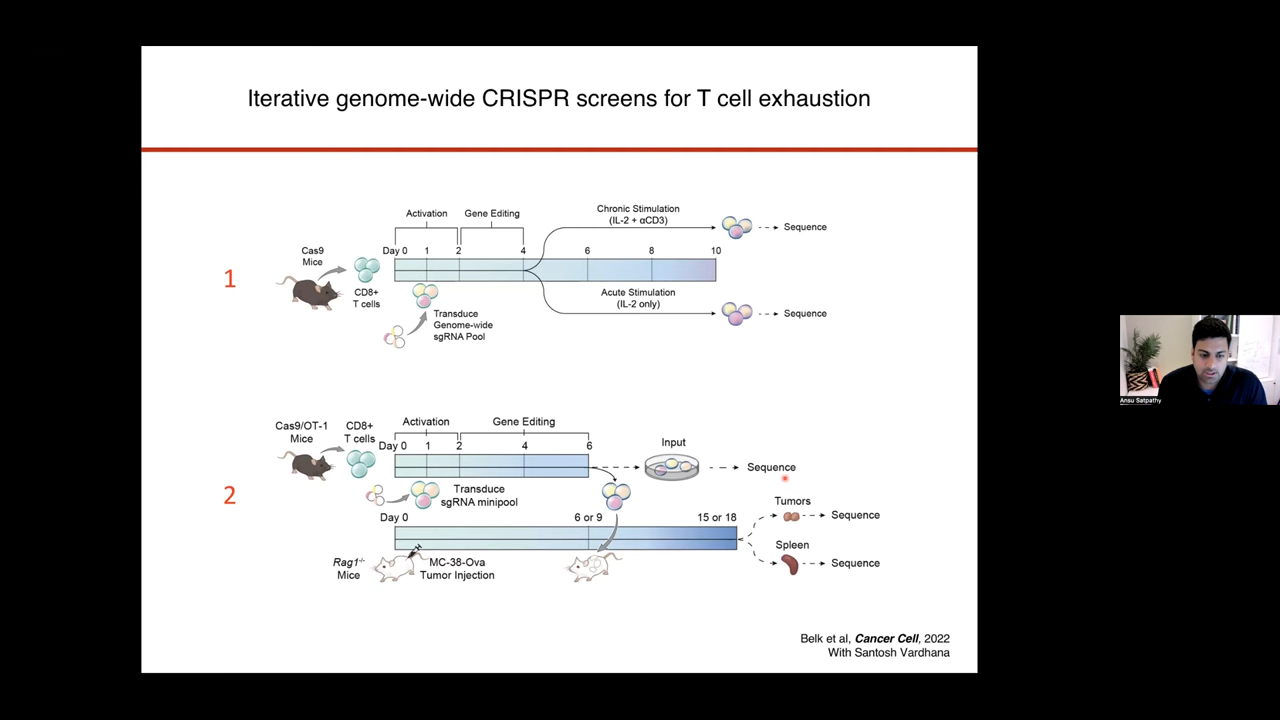 Iterative genome-wide CRISPR screens for T cell exhaustion
1
Cas9
Mice
CD8+
T cells
Activation
Gene Editing
Day 0 1 2 4 6 8 10
Transduce
Genome-wide
sgRNA Pool
Chronic Stimulation
(IL-2 + αCD3)
Sequence
Acute Stimulation
(IL-2 only)
Sequence
2
Cas9/OT-1
Mice
CD8+
T cells
Activation
Gene Editing
Day 0 1 2 4 6
Transduce
sgRNA minipool
Input
Sequence
Day 0 6 or 9 15 or 18
Rag1-/-
Mice
MC-38-Ova
Tumor Injection
Tumors
Sequence
Spleen
Sequence
Belk et al, Cancer Cell, 2022
With Santosh Vardhana
Ansu Satpathy